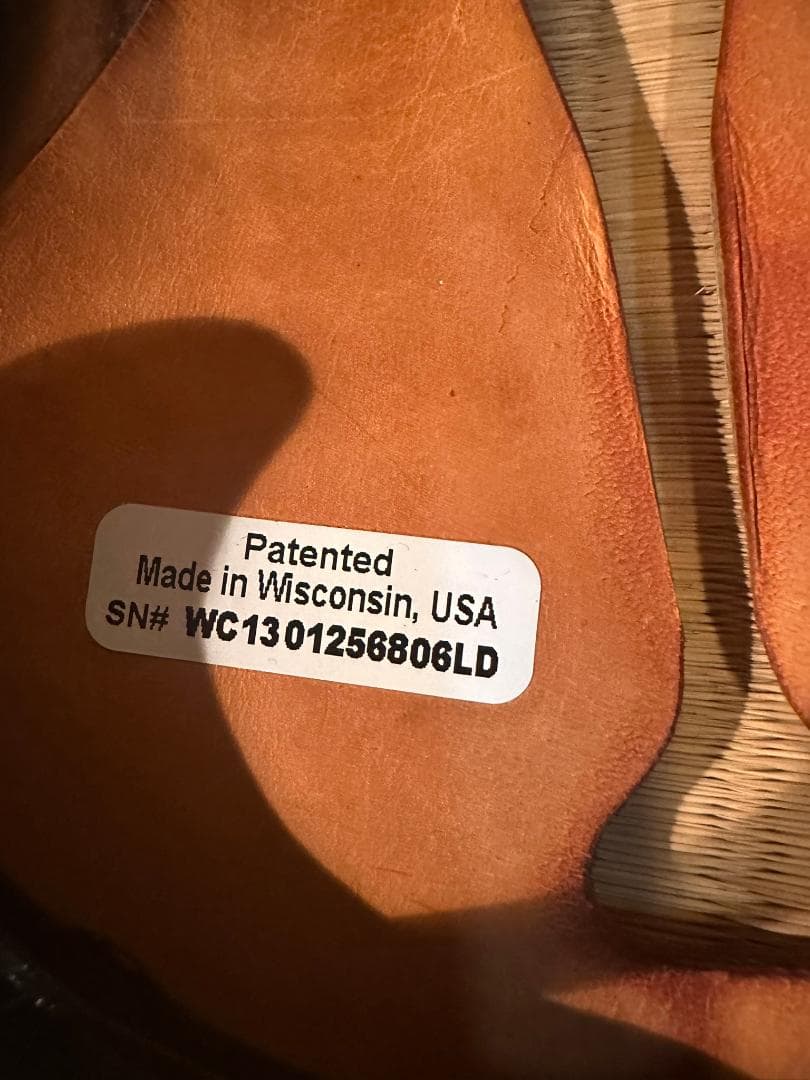 Patented
Made in Wisconsin, USA
SN# WC1301256806LD